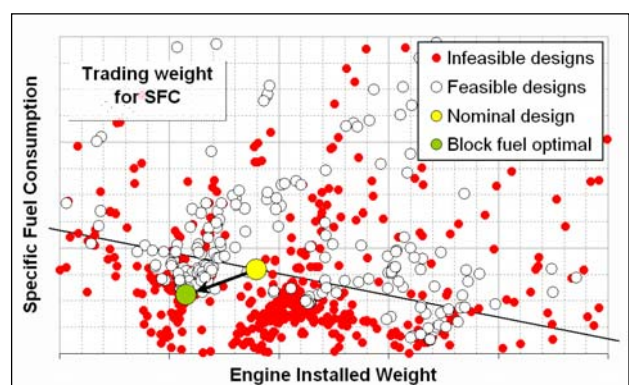 Trading weight
for SFC
Infeasible designs
Feasible designs
Nominal design
Block fuel optimal
Specific Fuel Consumption
Engine Installed Weight